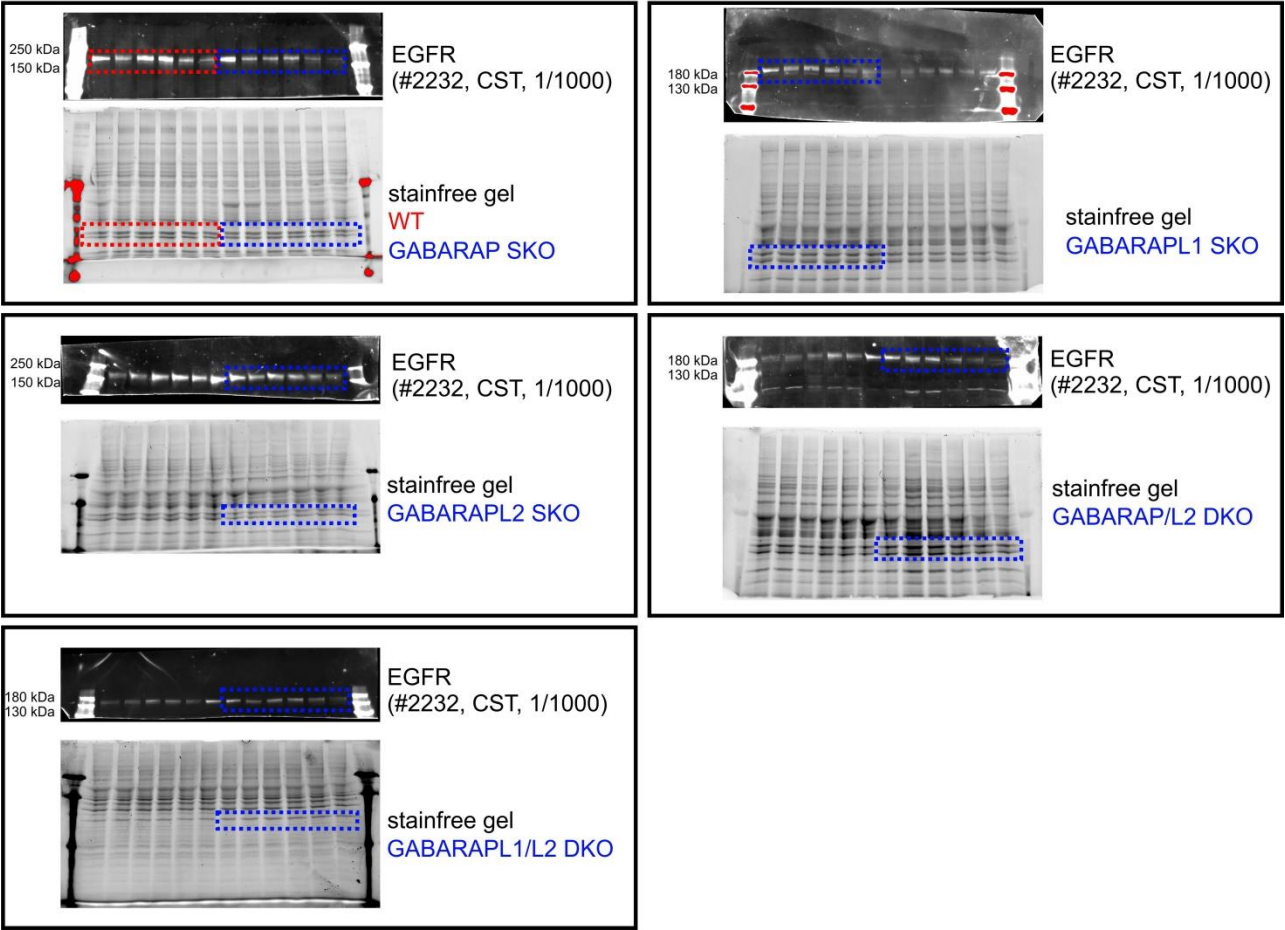 250 kDa
150 kDa
EGFR
(#2232, CST, 1/1000)
stainfree gel
WT
GABARAP SKO
180 kDa
130 kDa
EGFR
(#2232, CST, 1/1000)
stainfree gel
GABARAPL1 SKO
250 kDa
150 kDa
EGFR
(#2232, CST, 1/1000)
stainfree gel
GABARAPL2 SKO
180 kDa
130 kDa
EGFR
(#2232, CST, 1/1000)
stainfree gel
GABARAP/L2 DKO
180 kDa
130 kDa
EGFR
(#2232, CST, 1/1000)
stainfree gel
GABARAPL1/L2 DKO